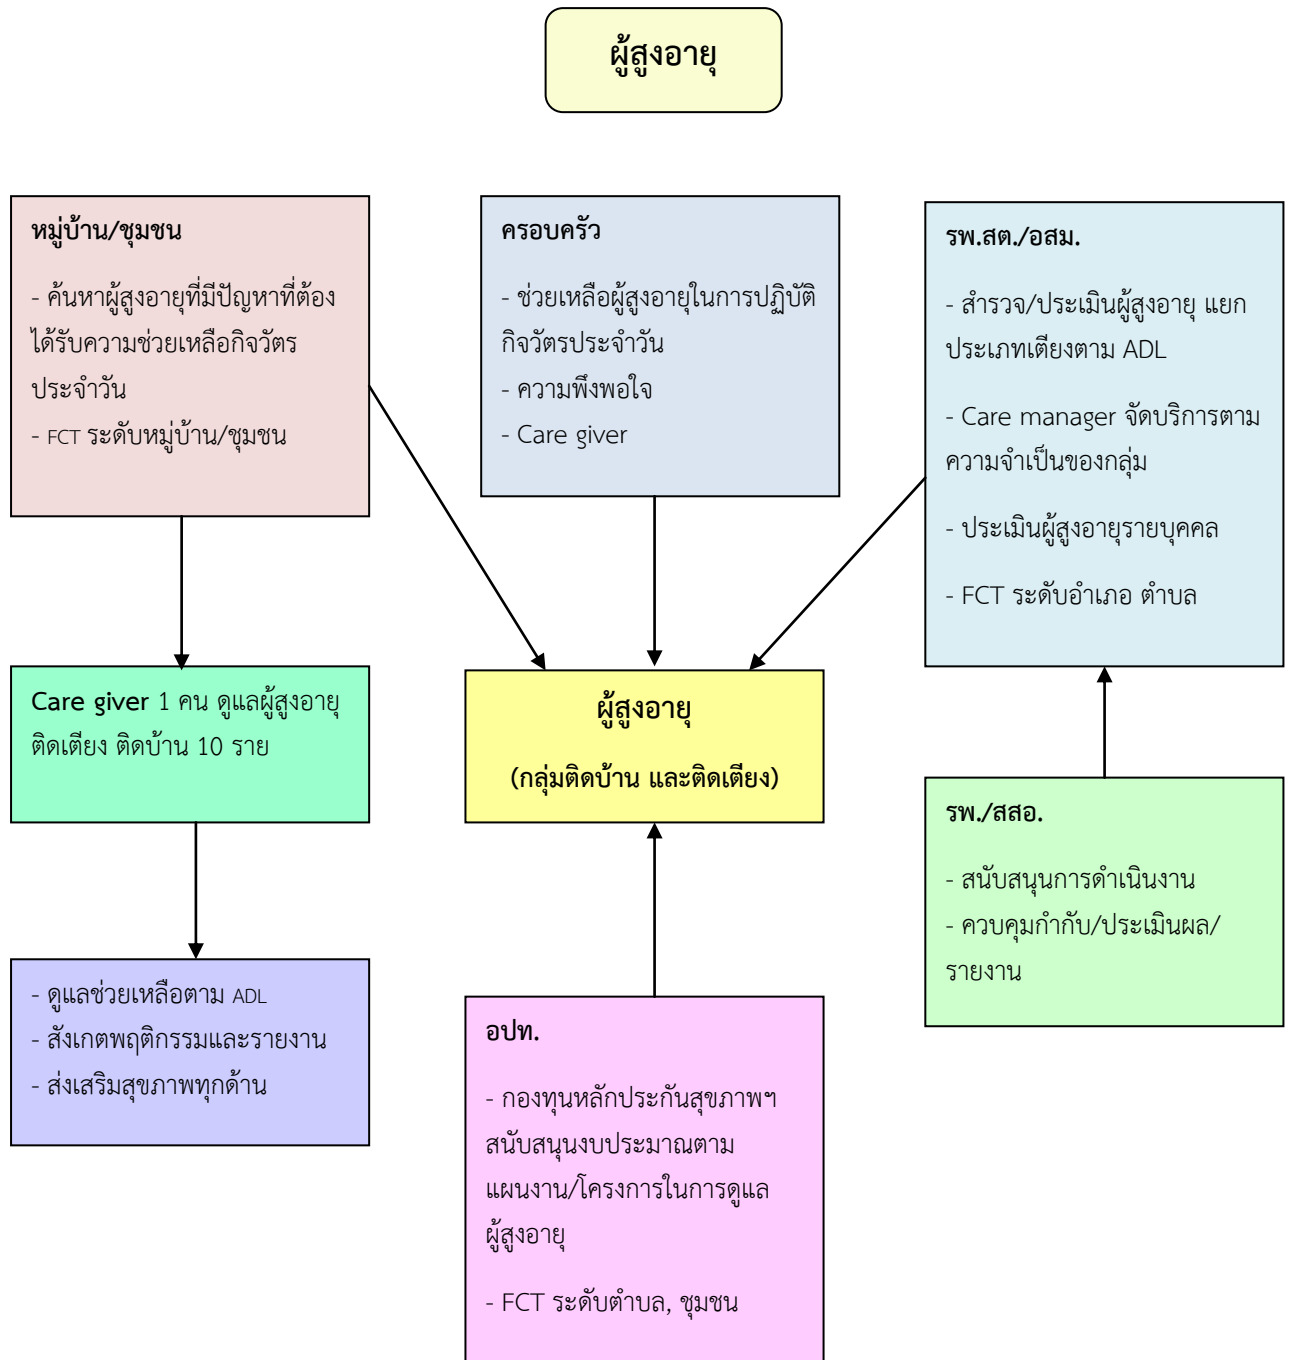 ผู้สูงอายุ
หมู่บ้าน/ชุมชน
- ค้นหาผู้สูงอายุที่มีปัญหาที่ต้อง
ได้รับความช่วยเหลือกิจวัตร
ประจำวัน
- FCT ระดับหมู่บ้าน/ชุมชน
ครอบครัว
- ช่วยเหลือผู้สูงอายุในการปฏิบัติ
กิจวัตรประจำวัน
- ความพึงพอใจ
- Care giver
รพ.สต./อสม.
- สำรวจ/ประเมินผู้สูงอายุ แยก
ประเภทเตียงตาม ADL
- Care manager จัดบริการตาม
ความจำเป็นของกลุ่ม
- ประเมินผู้สูงอายุรายบุคคล
- FCT ระดับอำเภอ ตำบล
Care giver 1 คน ดูแลผู้สูงอายุ
ติดเตียง ติดบ้าน 10 ราย
ผู้สูงอายุ
(กลุ่มติดบ้าน และติดเตียง)
รพ./สสอ.
- สนับสนุนการดำเนินงาน
- ควบคุมกำกับ/ประเมินผล/
รายงาน
- ดูแลช่วยเหลือตาม ADL
- สังเกตพฤติกรรมและรายงาน
- ส่งเสริมสุขภาพทุกด้าน
อปท.
- กองทุนหลักประกันสุขภาพฯ
สนับสนุนงบประมาณตาม
แผนงาน/โครงการในการดูแล
ผู้สูงอายุ
- FCT ระดับตำบล, ชุมชน